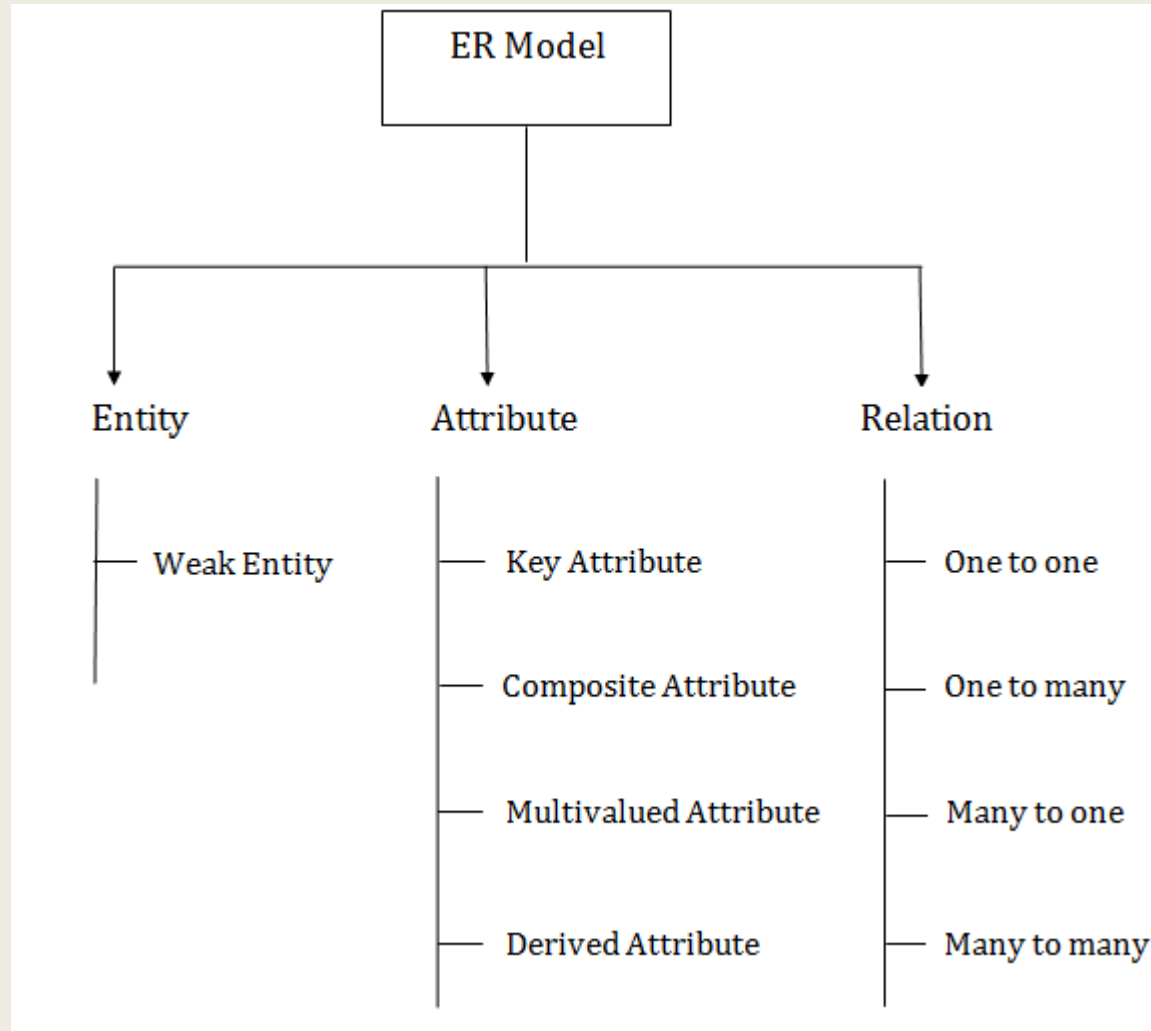 ER Model
Entity
Attribute
Relation
Weak Entity
Key Attribute
One to one
Composite Attribute
One to many
Multivalued Attribute
Many to one
Derived Attribute
Many to many